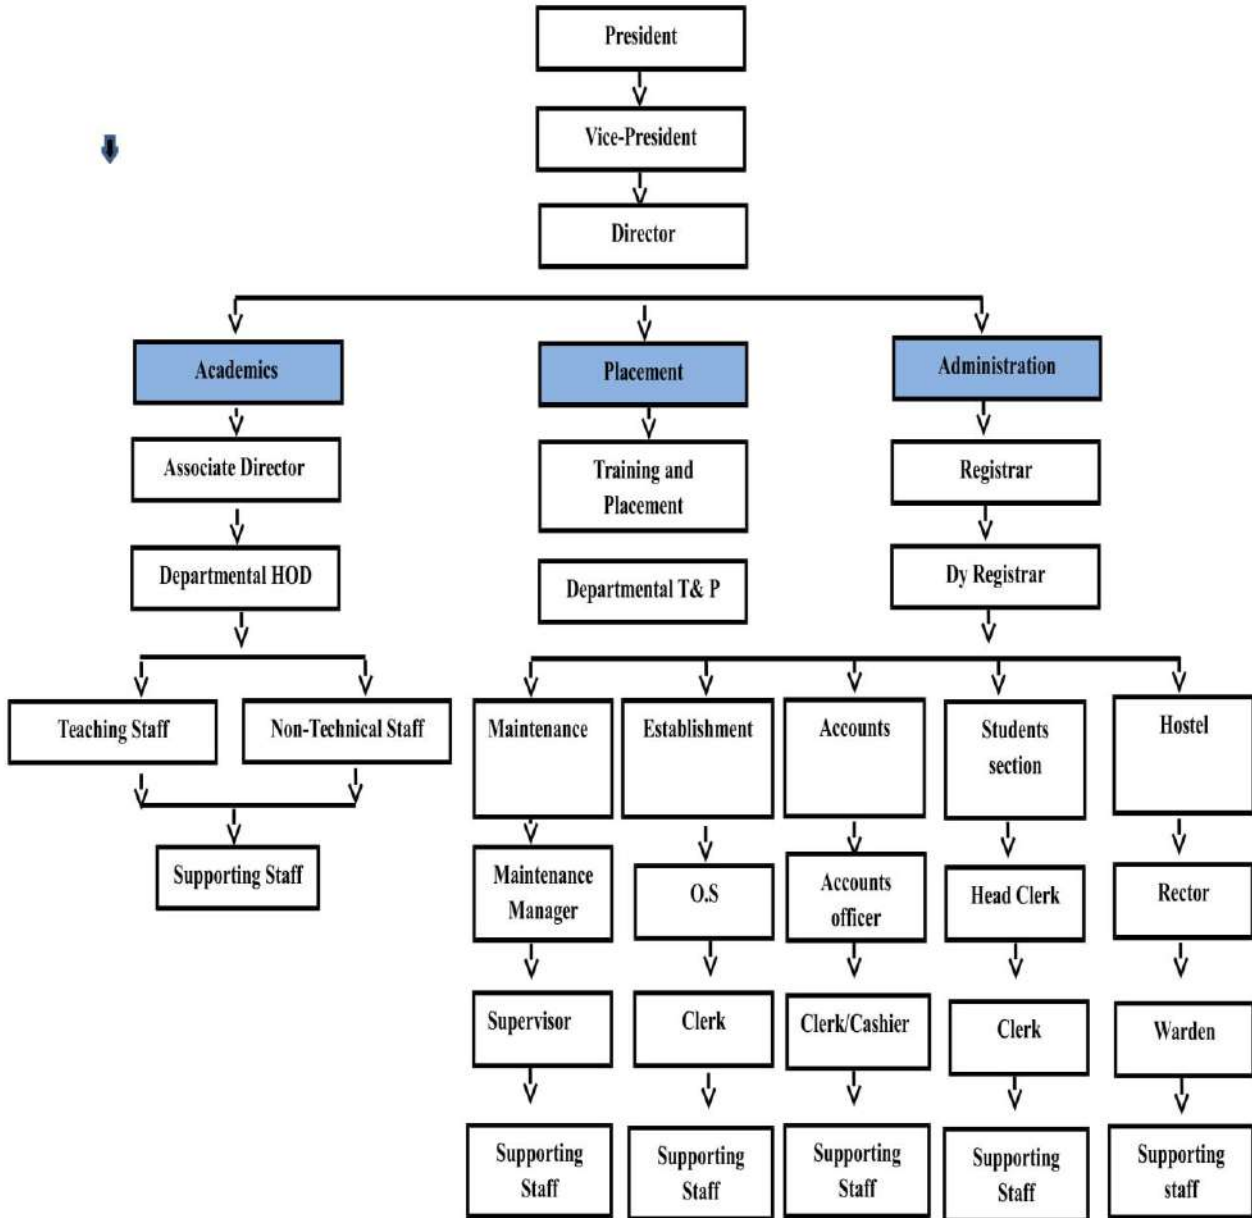 President
Vice-President
Director
Academics
Placement
Administration
Associate Director
Training and
Placement
Registrar
Departmental HOD
Departmental T& P
Dy Registrar
Teaching Staff
Non-Technical Staff
Maintenance
Establishment
Accounts
Students
section
Hostel
Supporting Staff
Maintenance
Manager
O.S
Accounts
officer
Head Clerk
Rector
Supervisor
Clerk
Clerk/Cashier
Clerk
Warden
Supporting
Staff
Supporting
Staff
Supporting
Staff
Supporting
Staff
Supporting
staff